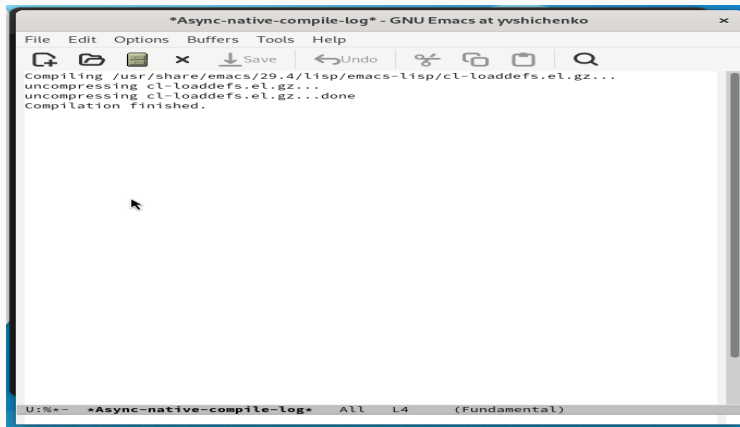 *Async-native-compile-log* - GNU Emacs at yvshichenko
File Edit Options Buffers Tools Help
Save Undo
Compiling /usr/share/emacs/29.4/lisp/emacs-lisp/cl-loaddefs.el.gz...
uncompressing cl-loaddefs.el.gz...
uncompressing cl-loaddefs.el.gz...done
Compilation finished.
U:%*- *Async-native-compile-log* All L4 (Fundamental)